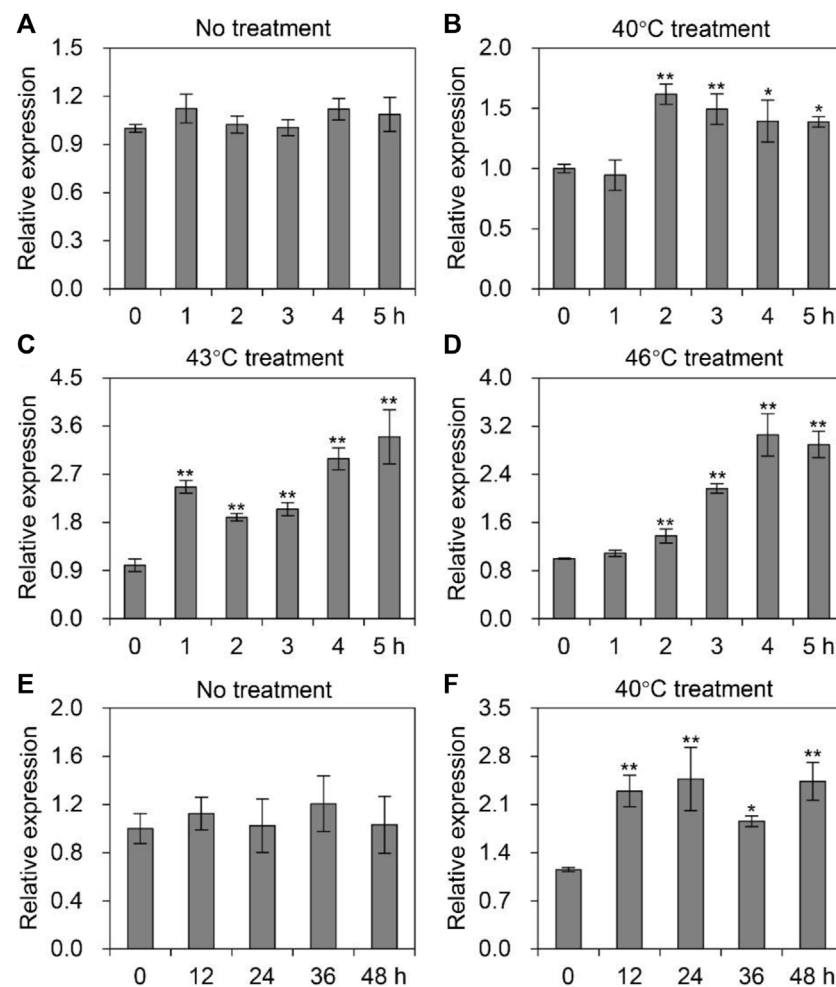 A
No treatment
Relative expression
1.5
1.2
0.9
0.6
0.3
0.0
0 1 2 3 4 5 h
B
40°C treatment
Relative expression
2.0
1.5
1.0
0.5
0.0
** ** * *
0 1 2 3 4 5 h
C
43°C treatment
Relative expression
4.5
3.6
2.7
1.8
0.9
0.0
** ** ** ** **
0 1 2 3 4 5 h
D
46°C treatment
Relative expression
4.0
3.2
2.4
1.6
0.8
0.0
** ** ** **
0 1 2 3 4 5 h
E
No treatment
Relative expression
2.0
1.6
1.2
0.8
0.4
0.0
0 12 24 36 48 h
F
40°C treatment
Relative expression
3.5
2.8
2.1
1.4
0.7
0.0
** ** * **
0 12 24 36 48 h